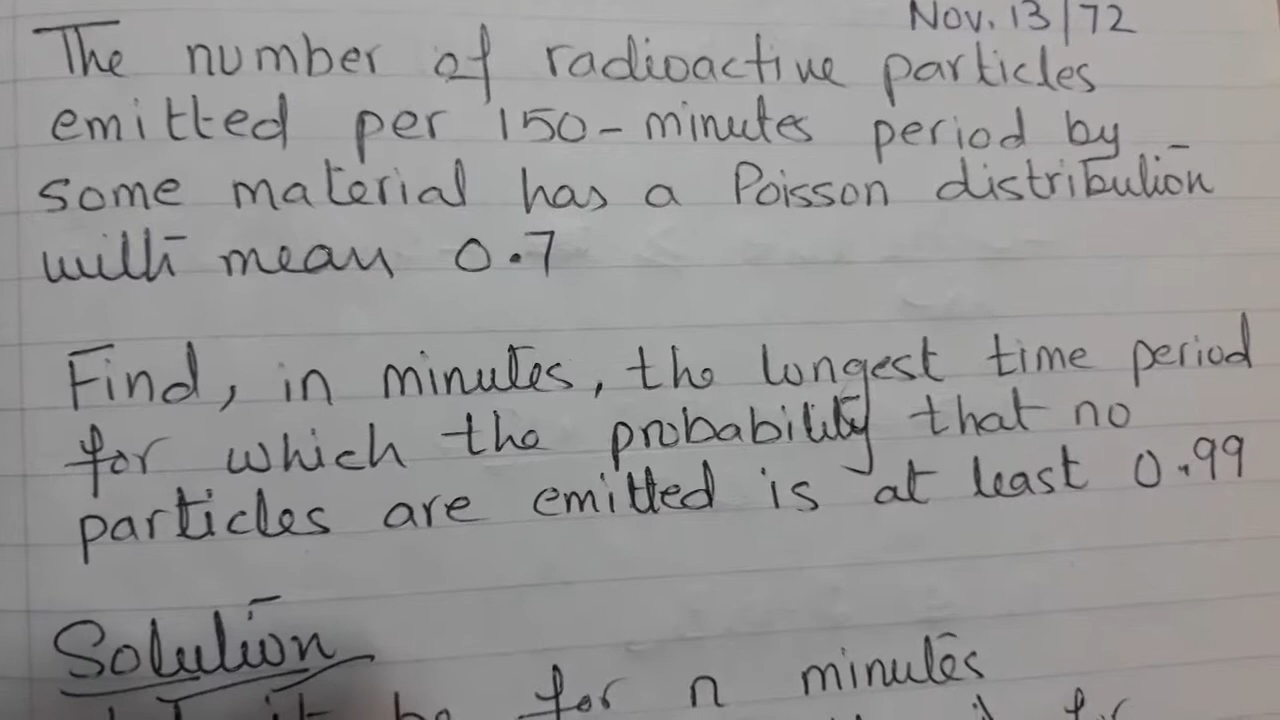 Nov. 13/72
The number of radioactive particles
emitted per 150-minutes period by
some material has a Poisson distribution
with mean 0.7
Find, in minutes, the longest time period
for which the probability that no
particles are emitted is at least 0.99
Solution
it be for n minutes